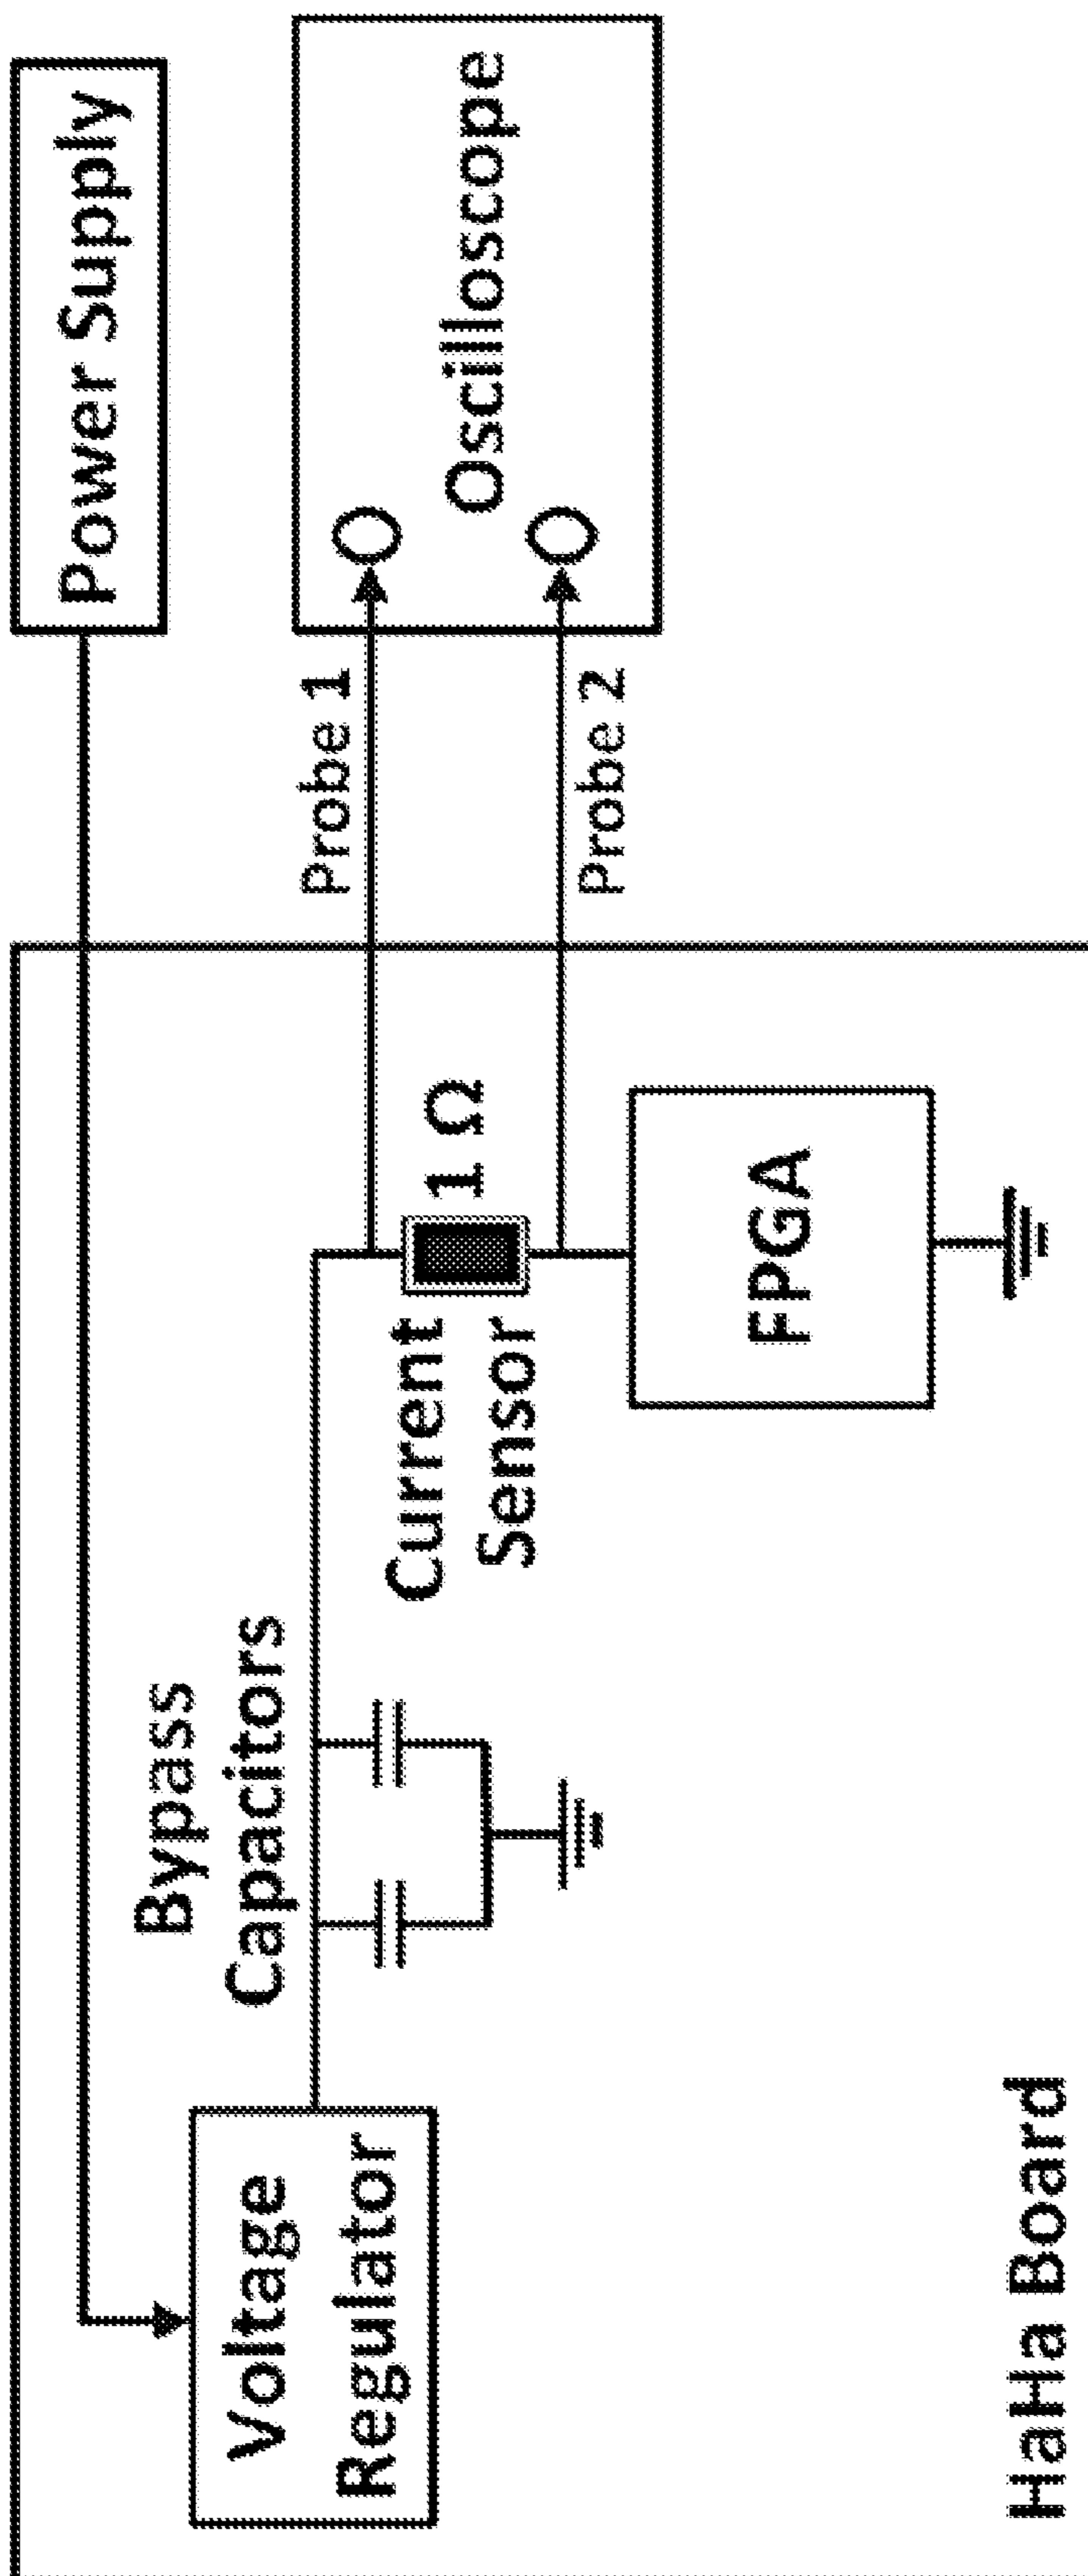 Power Supply
Bypass
Capacitors
Probe 1
Voltage
Regulator
Current
Sensor
1 Ω
Oscilloscope
Probe 2
FPGA
HaHa Board